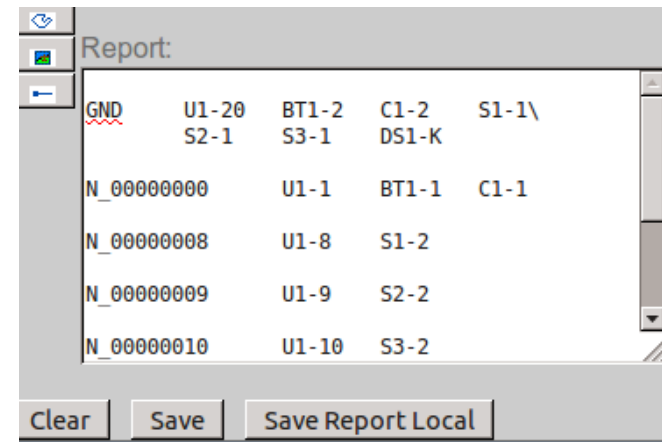 Report:
GND U1-20 BT1-2 C1-2 S1-1\
S2-1 S3-1 DS1-K
N_00000000 U1-1 BT1-1 C1-1
N_00000008 U1-8 S1-2
N_00000009 U1-9 S2-2
N_00000010 U1-10 S3-2
Clear Save Save Report Local